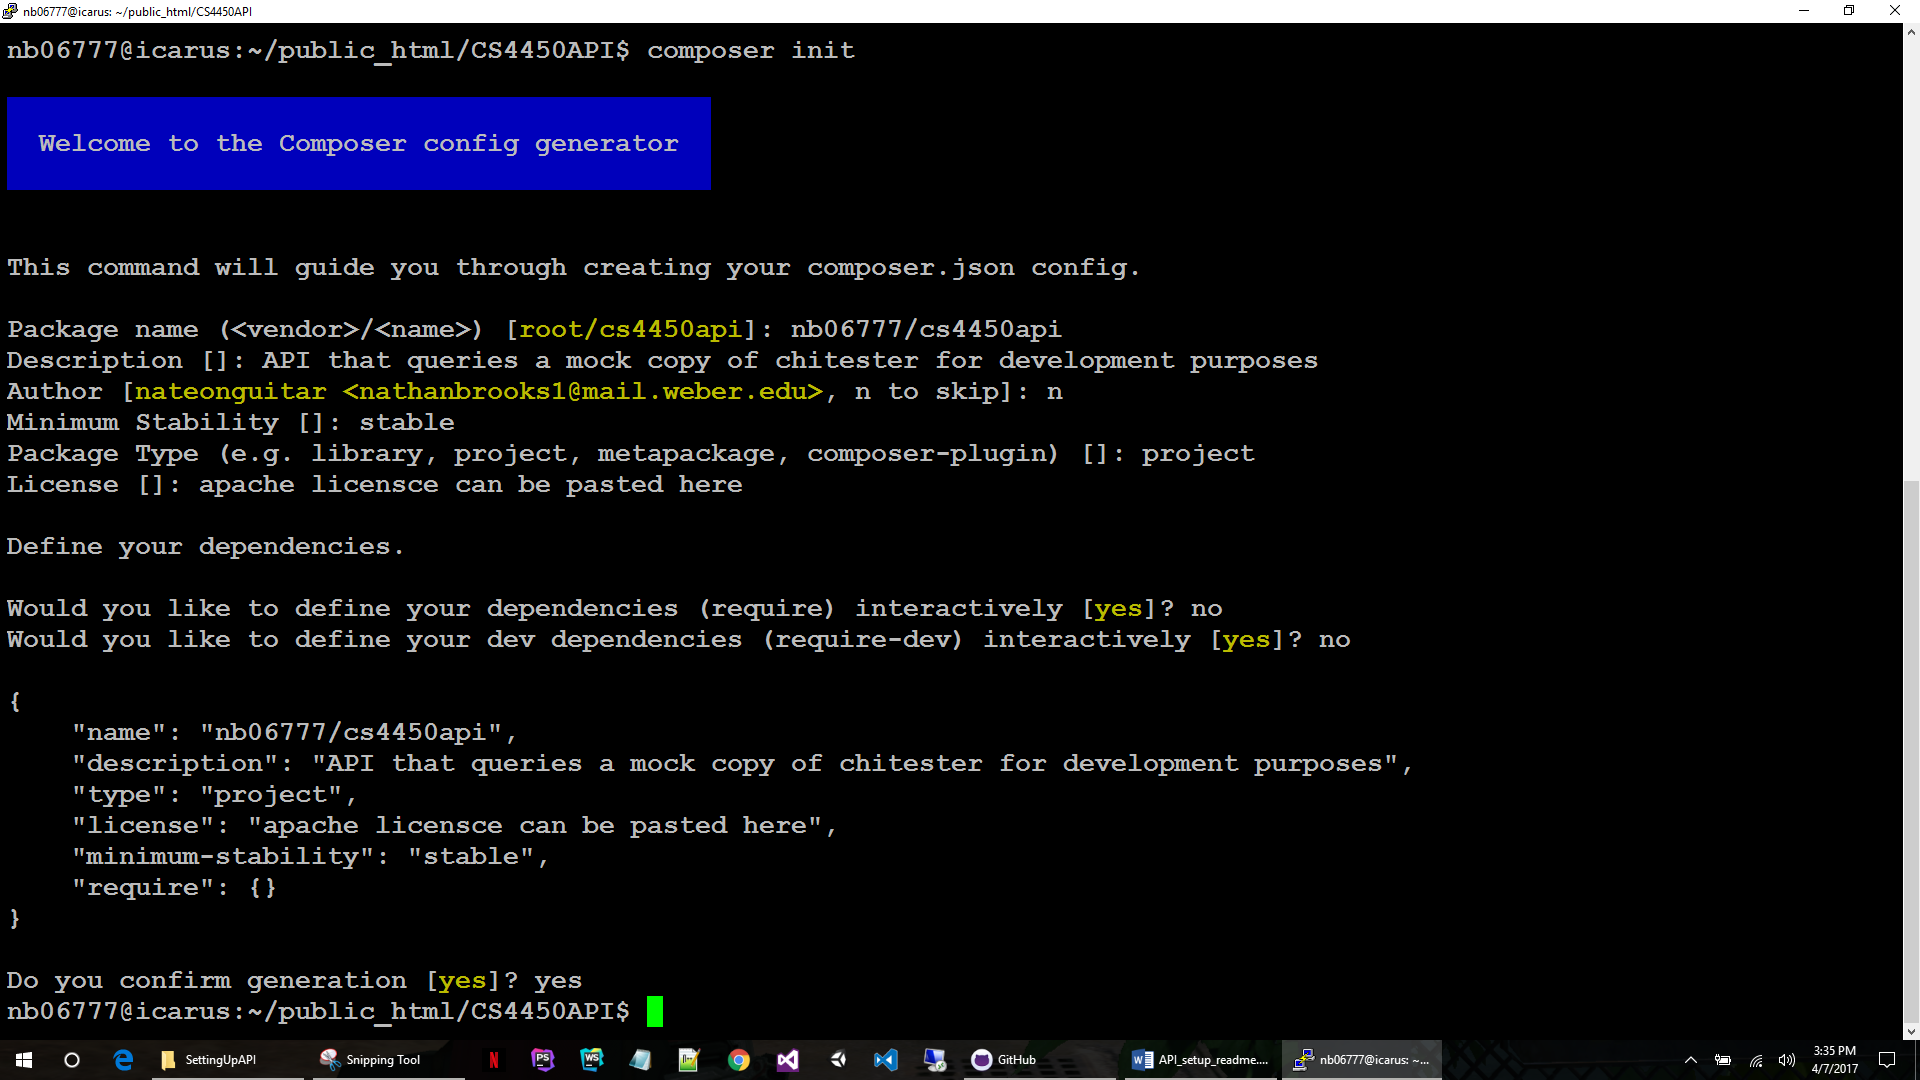 nb06777@icarus: ~/public_html/CS4450API
nb06777@icarus:~/public_html/CS4450API$ composer init
Welcome to the Composer config generator
This command will guide you through creating your composer.json config.
Package name (<vendor>/<name>) [root/cs4450api]: nb06777/cs4450api
Description []: API that queries a mock copy of chitester for development purposes
Author [nateonguitar <nathanbrooks1@mail.weber.edu>, n to skip]: n
Minimum Stability []: stable
Package Type (e.g. library, project, metapackage, composer-plugin) []: project
License []: apache licensce can be pasted here
Define your dependencies.
Would you like to define your dependencies (require) interactively [yes]? no
Would you like to define your dev dependencies (require-dev) interactively [yes]? no
{
    "name": "nb06777/cs4450api",
    "description": "API that queries a mock copy of chitester for development purposes",
    "type": "project",
    "license": "apache licensce can be pasted here",
    "minimum-stability": "stable",
    "require": {}
}
Do you confirm generation [yes]? yes
nb06777@icarus:~/public_html/CS4450API$
SettingUpAPI Snipping Tool N PS WS GitHub API_setup_readme.... nb06777@icarus: ~... 3:35 PM
4/7/2017